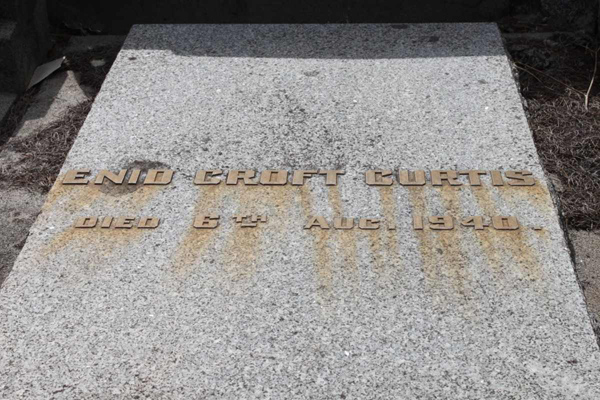 ENID CROFT CURTIS
DIED 6TH AUG. 1940.